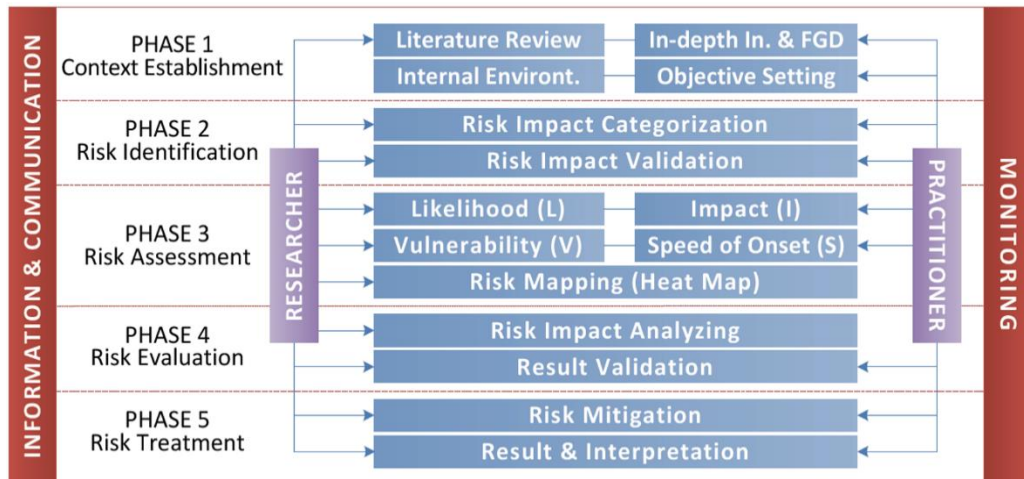 INFORMATION & COMMUNICATION
PHASE 1
Context Establishment
Literature Review
In-depth In. & FGD
Internal Environt.
Objective Setting
PHASE 2
Risk Identification
Risk Impact Categorization
Risk Impact Validation
RESEARCHER
PRACTITIONER
PHASE 3
Risk Assessment
Likelihood (L)
Impact (I)
Vulnerability (V)
Speed of Onset (S)
Risk Mapping (Heat Map)
PHASE 4
Risk Evaluation
Risk Impact Analyzing
Result Validation
PHASE 5
Risk Treatment
Risk Mitigation
Result & Interpretation
MONITORING